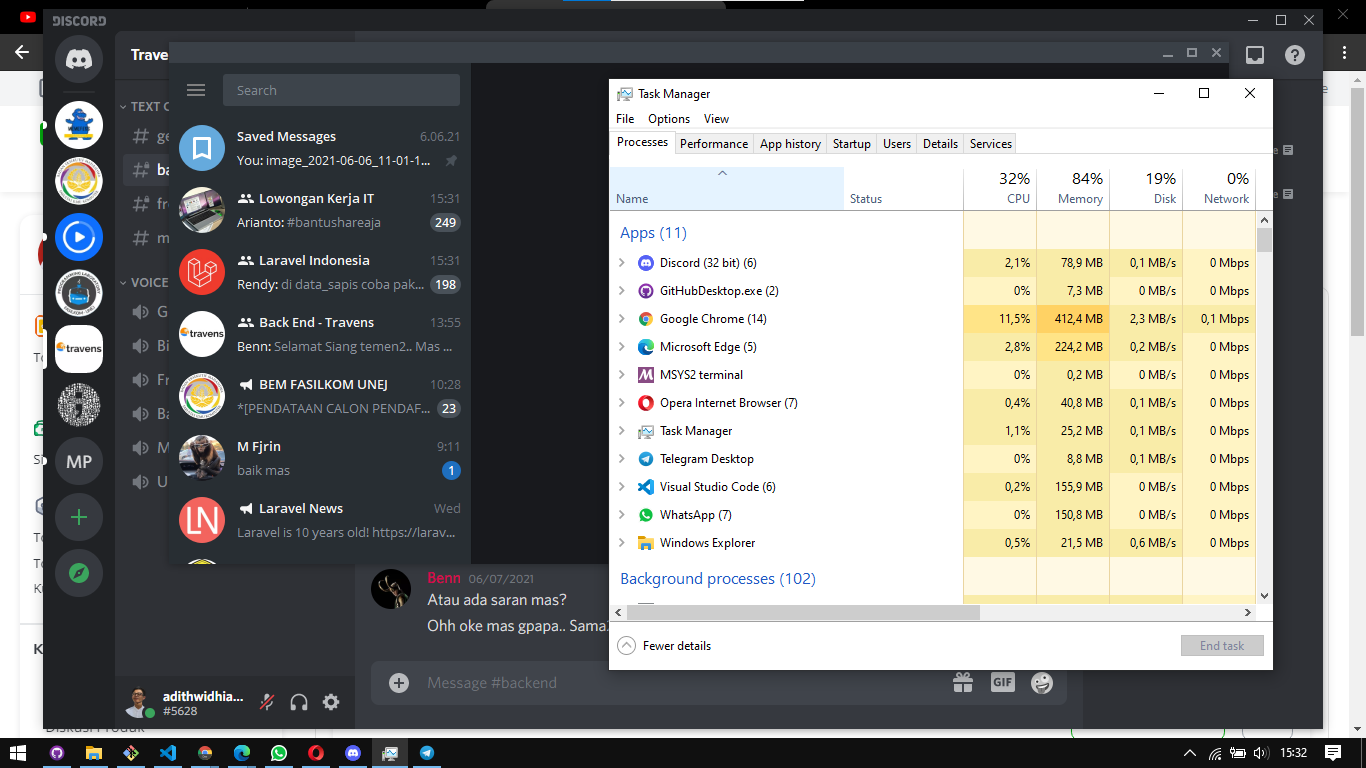 DISCORD
Trave
TEXT C
ge
ba
fr
m
VOICE
G
Bi
Fr
Ba
M
U
MP
adithwidhia...
#5628
Search
Saved Messages 6.06.21
You: image_2021-06-06_11-01-1...
Lowongan Kerja IT 15:31
Arianto: #bantushareaja 249
Laravel Indonesia 15:31
Rendy: di data_sapis coba pak... 198
travens
Back End - Travens 13:55
Benn: Selamat Siang temen2.. Mas ...
BEM FASILKOM UNEJ 10:28
*[PENDATAAN CALON PENDAF... 23
M Fjrin 9:11
baik mas 1
LN
Laravel News Wed
Laravel is 10 years old! https://larav...
travens
Benn 06/07/2021
Atau ada saran mas?
Ohh oke mas gpapa.. Sama
Message #backend
GIF
Task Manager
File Options View
Processes Performance App history Startup Users Details Services
32% 84% 19% 0%
Name Status CPU Memory Disk Network
Apps (11)
Discord (32 bit) (6) 2,1% 78,9 MB 0,1 MB/s 0 Mbps
GitHubDesktop.exe (2) 0% 7,3 MB 0 MB/s 0 Mbps
Google Chrome (14) 11,5% 412,4 MB 2,3 MB/s 0,1 Mbps
Microsoft Edge (5) 2,8% 224,2 MB 0,2 MB/s 0 Mbps
MSYS2 terminal 0% 0,2 MB 0 MB/s 0 Mbps
Opera Internet Browser (7) 0,4% 40,8 MB 0,1 MB/s 0 Mbps
Task Manager 1,1% 25,2 MB 0,1 MB/s 0 Mbps
Telegram Desktop 0% 8,8 MB 0,1 MB/s 0 Mbps
Visual Studio Code (6) 0,2% 155,9 MB 0 MB/s 0 Mbps
WhatsApp (7) 0% 150,8 MB 0 MB/s 0 Mbps
Windows Explorer 0,5% 21,5 MB 0,6 MB/s 0 Mbps
Background processes (102)
Fewer details
End task
15:32